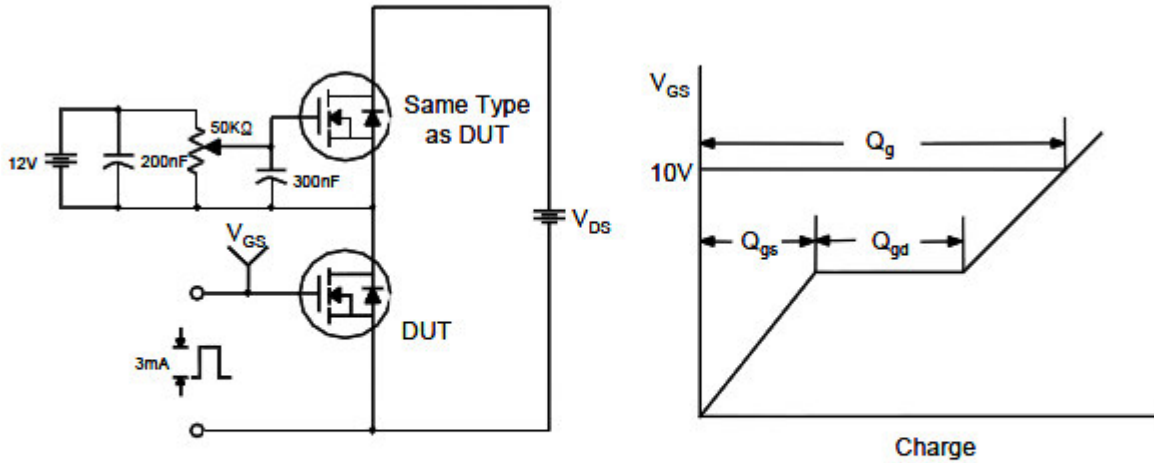 Same Type
as DUT
50KΩ
12V
200nF
300nF
V_GS
V_DS
DUT
3mA
V_GS
Q_g
10V
Q_gs
Q_gd
Charge